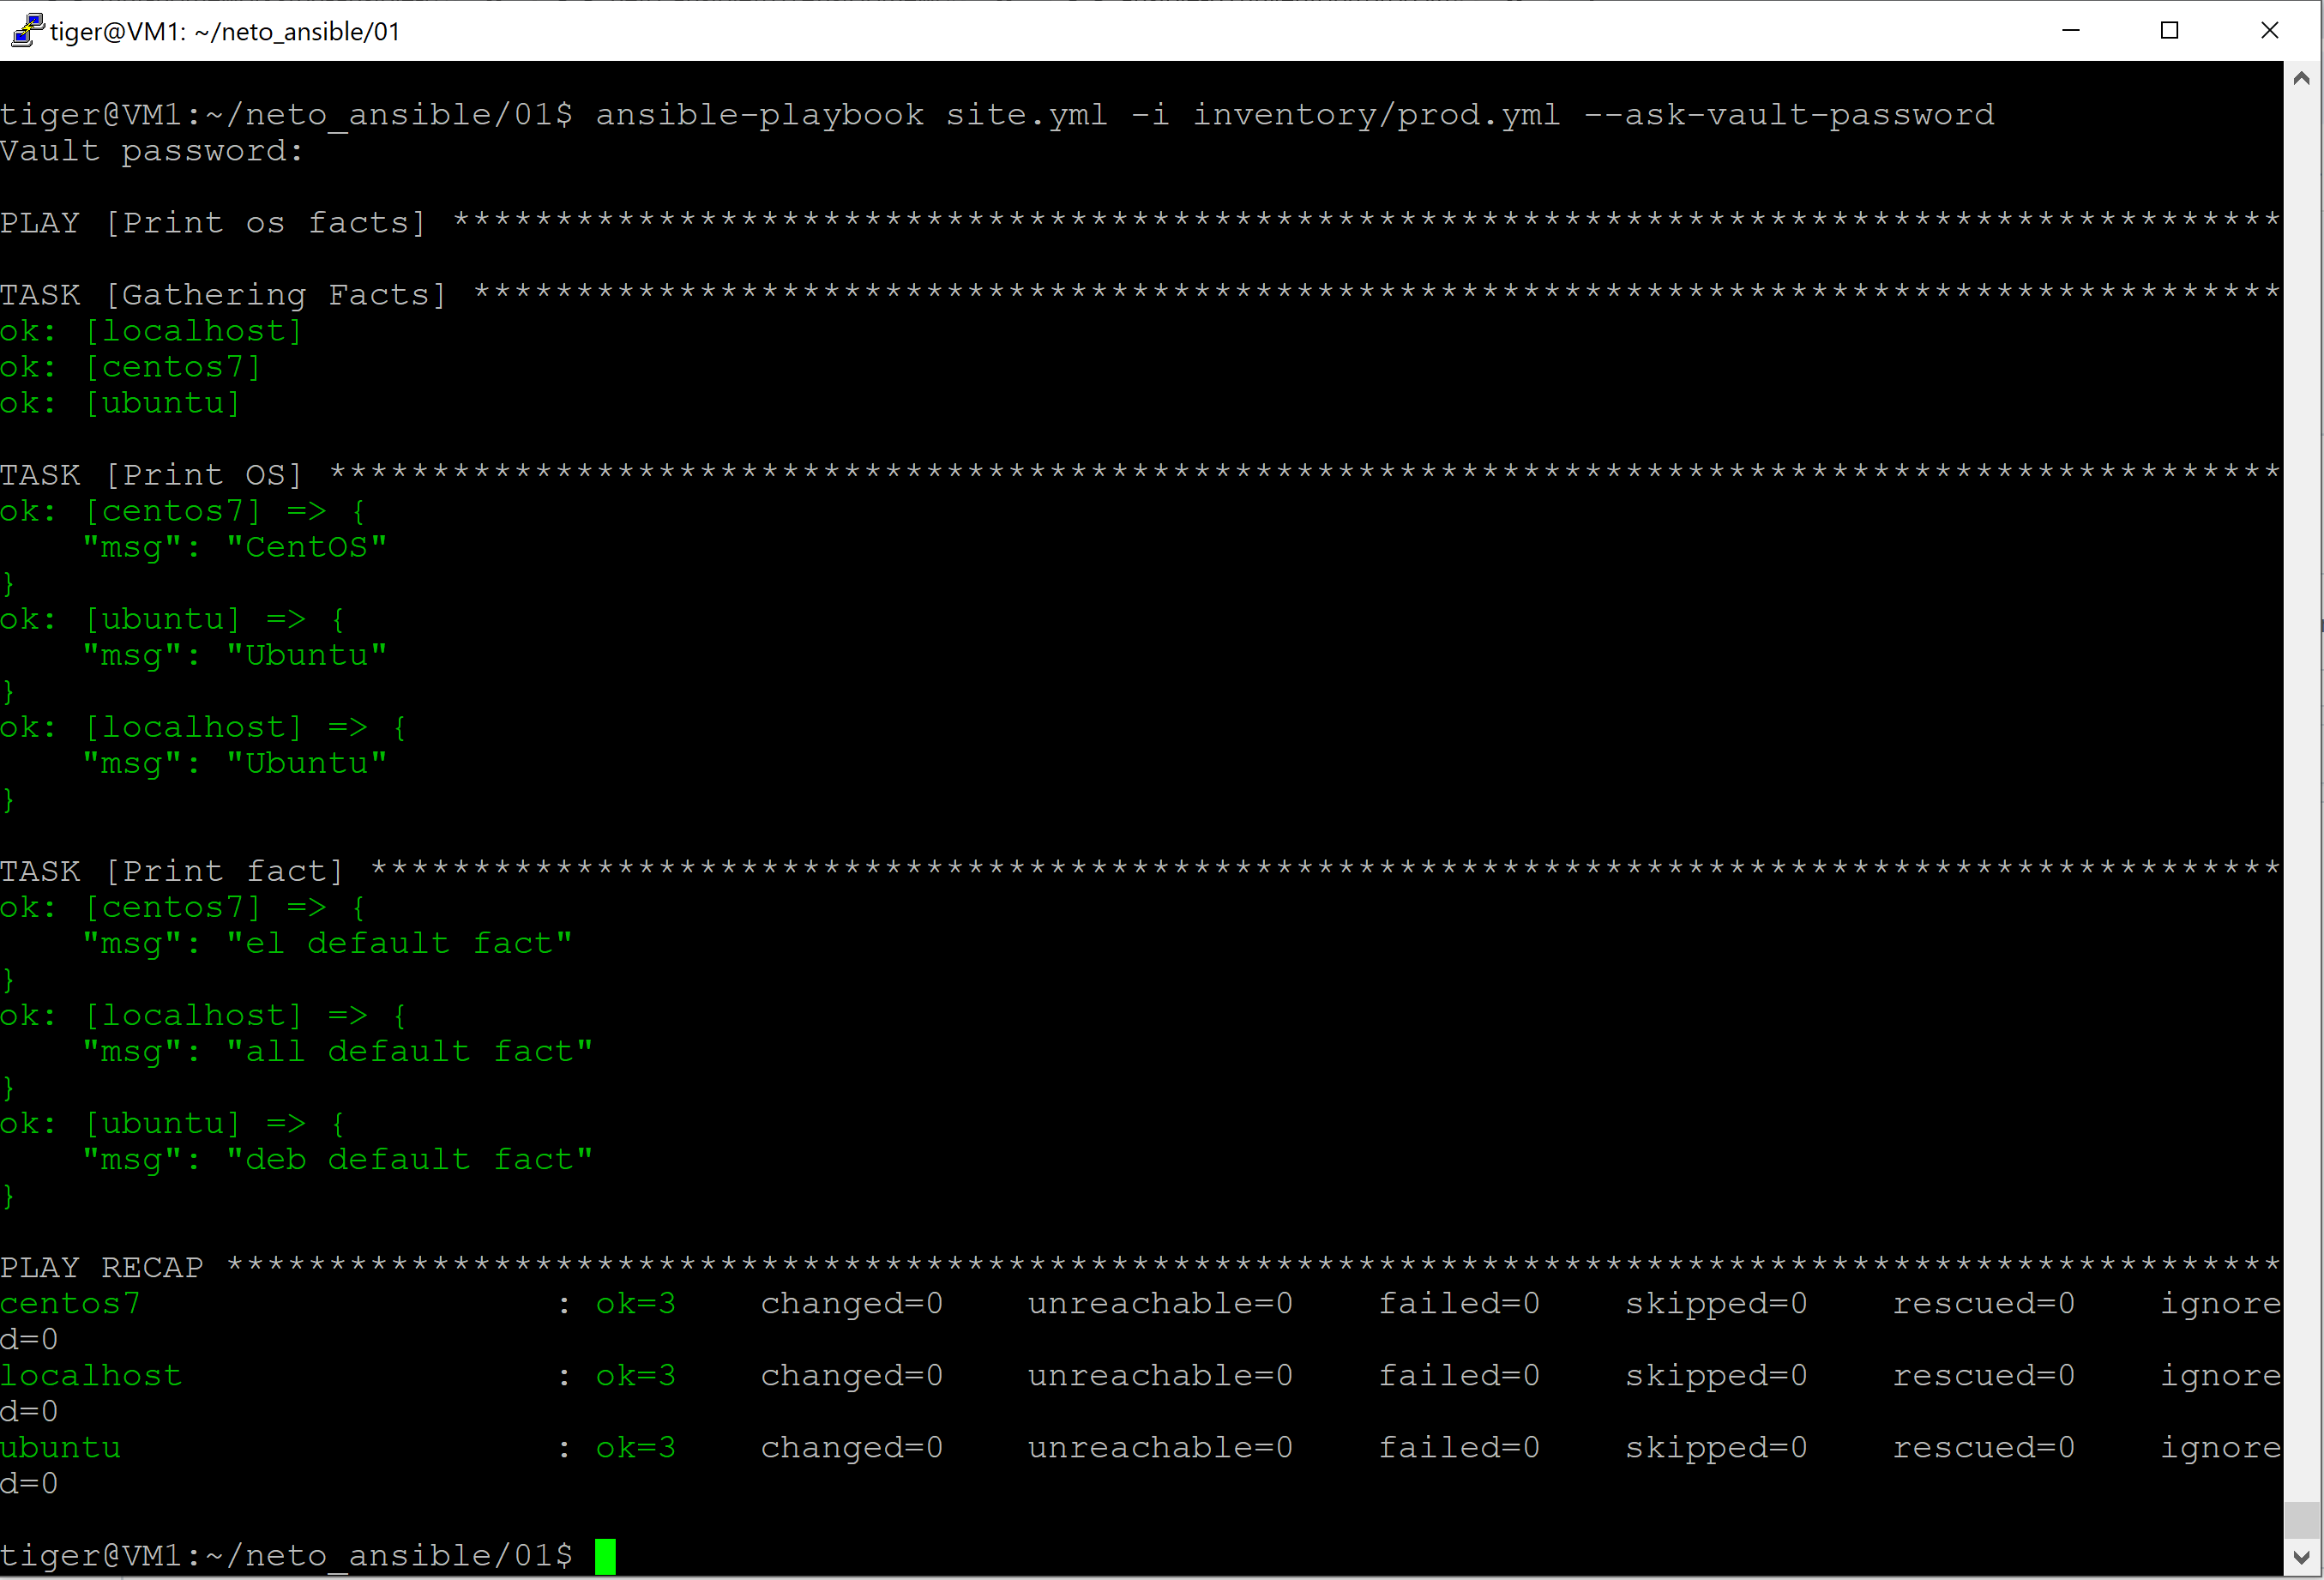 tiger@VM1: ~/neto_ansible/01
tiger@VM1:~/neto_ansible/01$ ansible-playbook site.yml -i inventory/prod.yml --ask-vault-password
Vault password:
PLAY [Print os facts] *****************************************************************************************
TASK [Gathering Facts] ****************************************************************************************
ok: [localhost]
ok: [centos7]
ok: [ubuntu]
TASK [Print OS] ***********************************************************************************************
ok: [centos7] => {
    "msg": "CentOS"
}
ok: [ubuntu] => {
    "msg": "Ubuntu"
}
ok: [localhost] => {
    "msg": "Ubuntu"
}
TASK [Print fact] *********************************************************************************************
ok: [centos7] => {
    "msg": "el default fact"
}
ok: [localhost] => {
    "msg": "all default fact"
}
ok: [ubuntu] => {
    "msg": "deb default fact"
}
PLAY RECAP ****************************************************************************************************
centos7                    : ok=3    changed=0    unreachable=0    failed=0    skipped=0    rescued=0    ignore
d=0
localhost                  : ok=3    changed=0    unreachable=0    failed=0    skipped=0    rescued=0    ignore
d=0
ubuntu                     : ok=3    changed=0    unreachable=0    failed=0    skipped=0    rescued=0    ignore
d=0
tiger@VM1:~/neto_ansible/01$